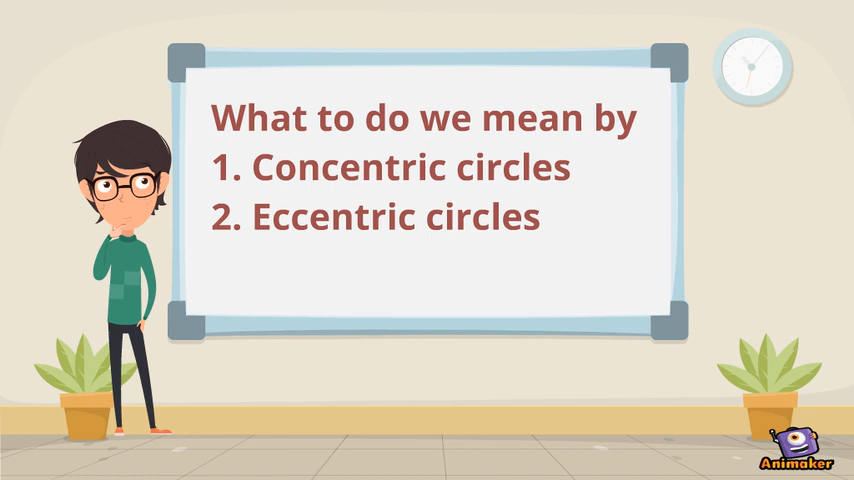 What to do we mean by
1. Concentric circles
2. Eccentric circles
Animaker